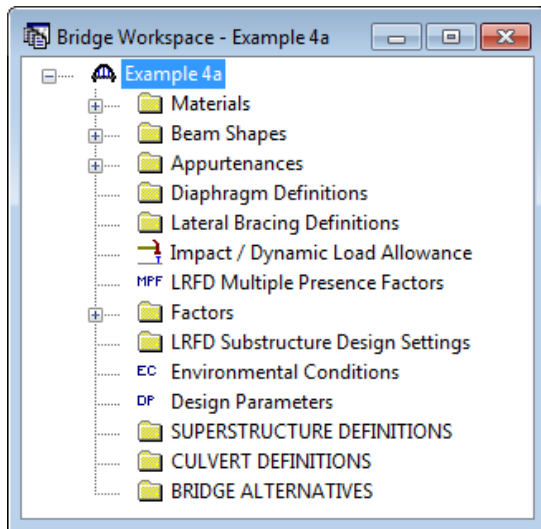 Bridge Workspace - Example 4a
Example 4a
Materials
Beam Shapes
Appurtenances
Diaphragm Definitions
Lateral Bracing Definitions
Impact / Dynamic Load Allowance
MPF LRFD Multiple Presence Factors
Factors
LRFD Substructure Design Settings
EC Environmental Conditions
DP Design Parameters
SUPERSTRUCTURE DEFINITIONS
CULVERT DEFINITIONS
BRIDGE ALTERNATIVES